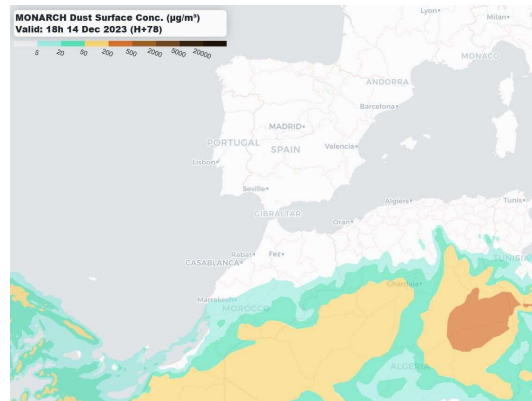 MONARCH Dust Surface Conc. (µg/m³)
Valid: 18h 14 Dec 2023 (H+78)
5 20 50 200 500 2000 5000 20000
Lyon
Milan
MONACO
ANDORRA
Barcelona
MADRID
PORTUGAL
SPAIN
Valencia
Lisbon
Seville
GIBRALTAR
Algiers
Tunis
Oran
Rabat
Fez
CASABLANCA
TUNISIA
Ghardaia
Marrakesh
MOROCCO
ALGERIA